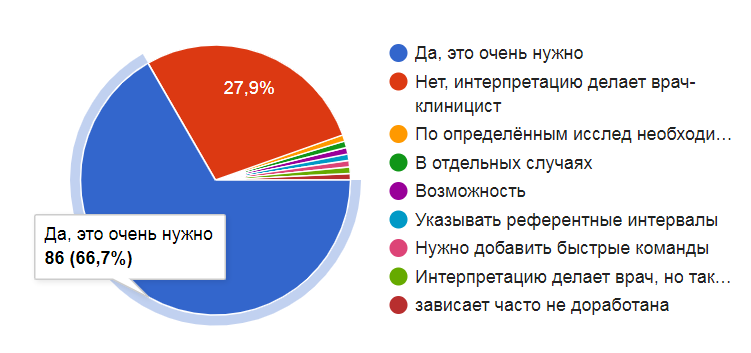 27,9%
Да, это очень нужно
86 (66,7%)
Да, это очень нужно
Нет, интерпретацию делает врач-
клиницист
По определённым исслед необходи…
В отдельных случаях
Возможность
Указывать референтные интервалы
Нужно добавить быстрые команды
Интерпретацию делает врач, но так…
зависает часто не доработана